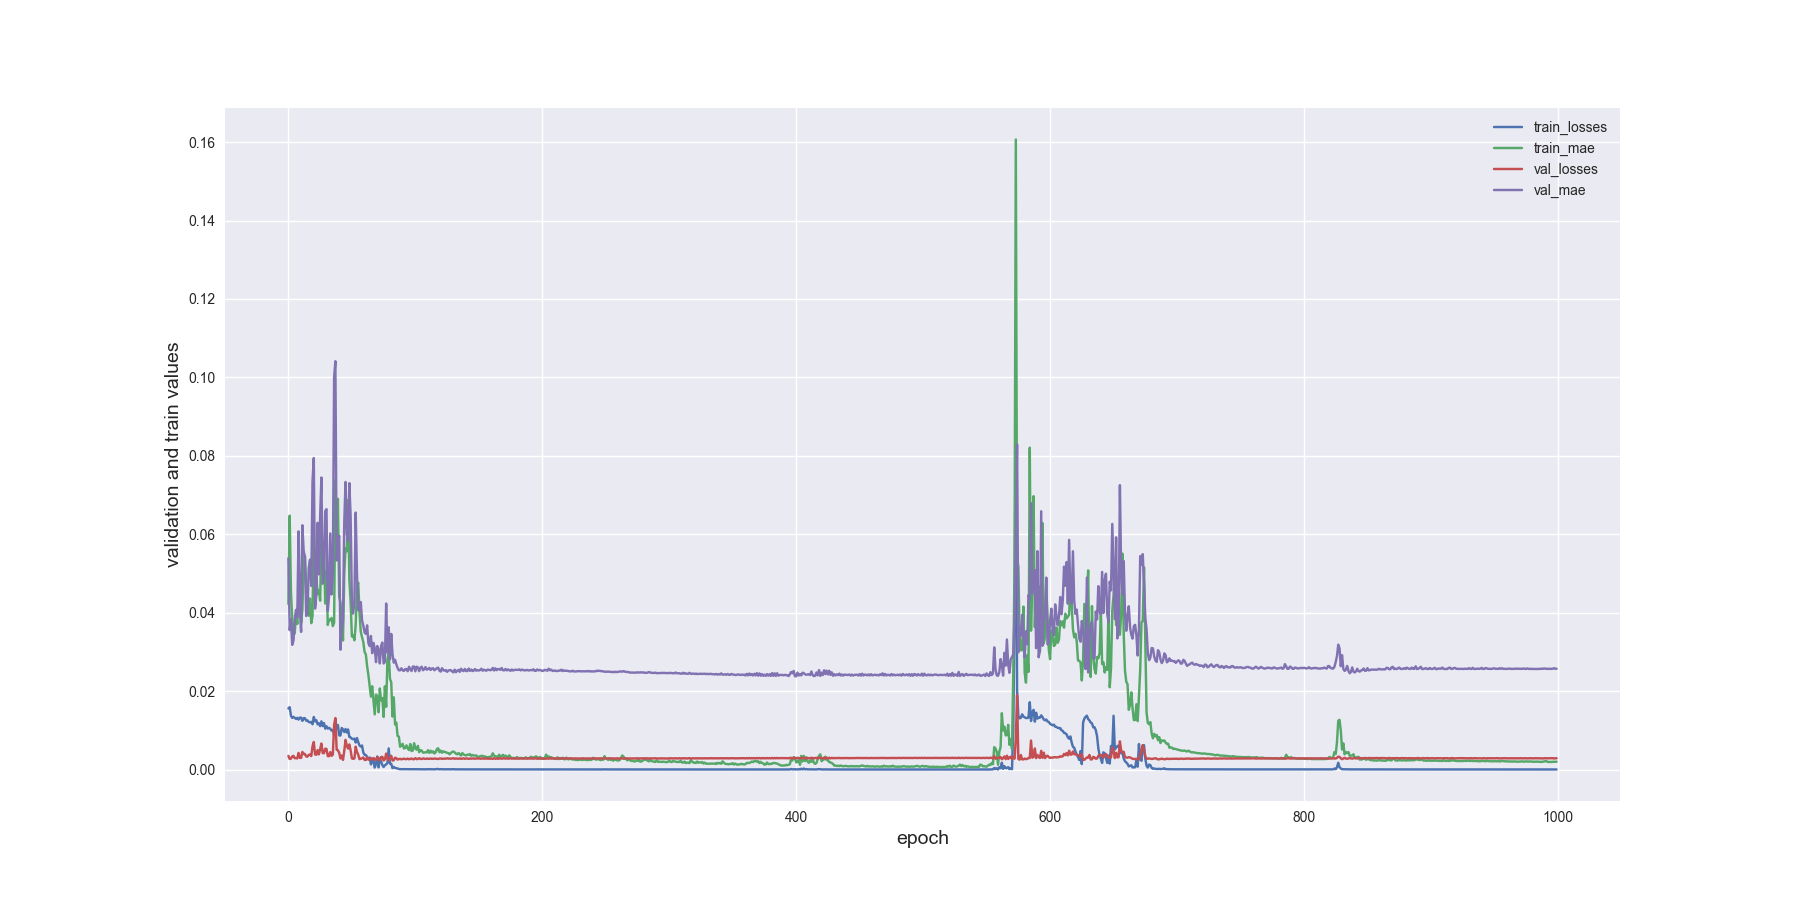 validation and train values
0.16
0.14
0.12
0.10
0.08
0.06
0.04
0.02
0.00
train_losses
train_mae
val_losses
val_mae
0
200
400
600
800
1000
epoch